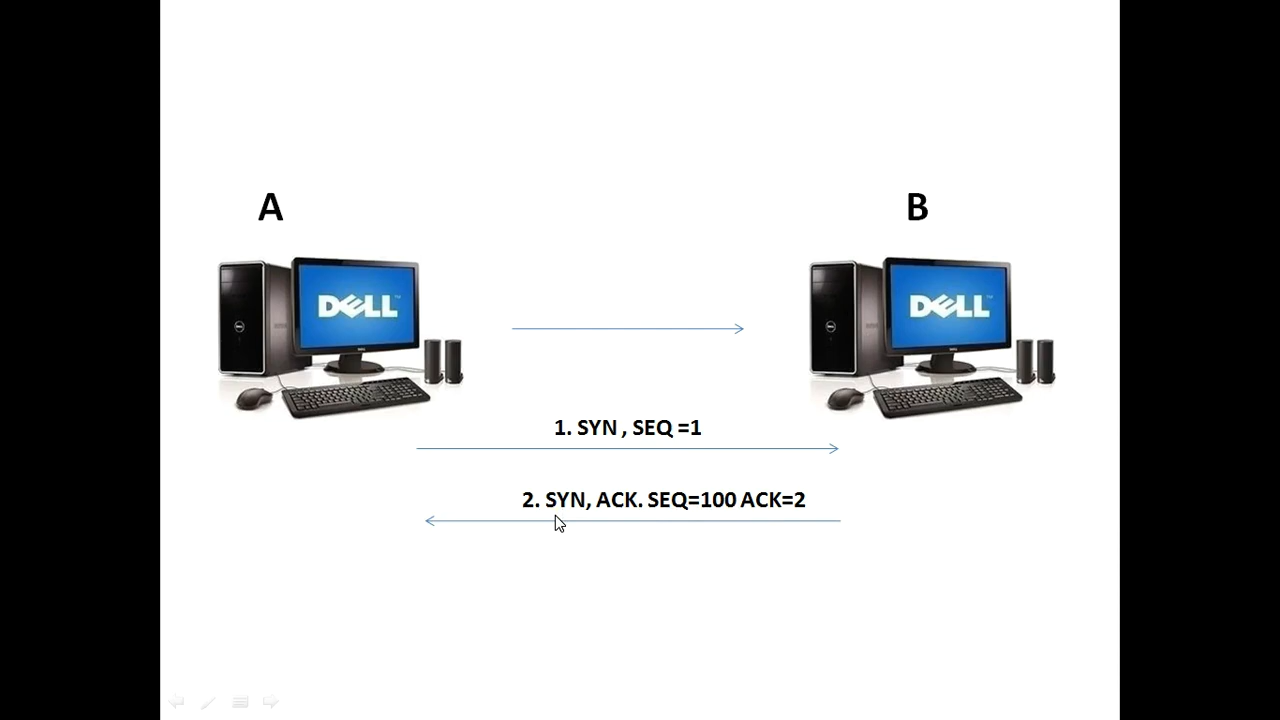 A
B
DELL
DELL
1. SYN , SEQ =1
2. SYN, ACK. SEQ=100 ACK=2